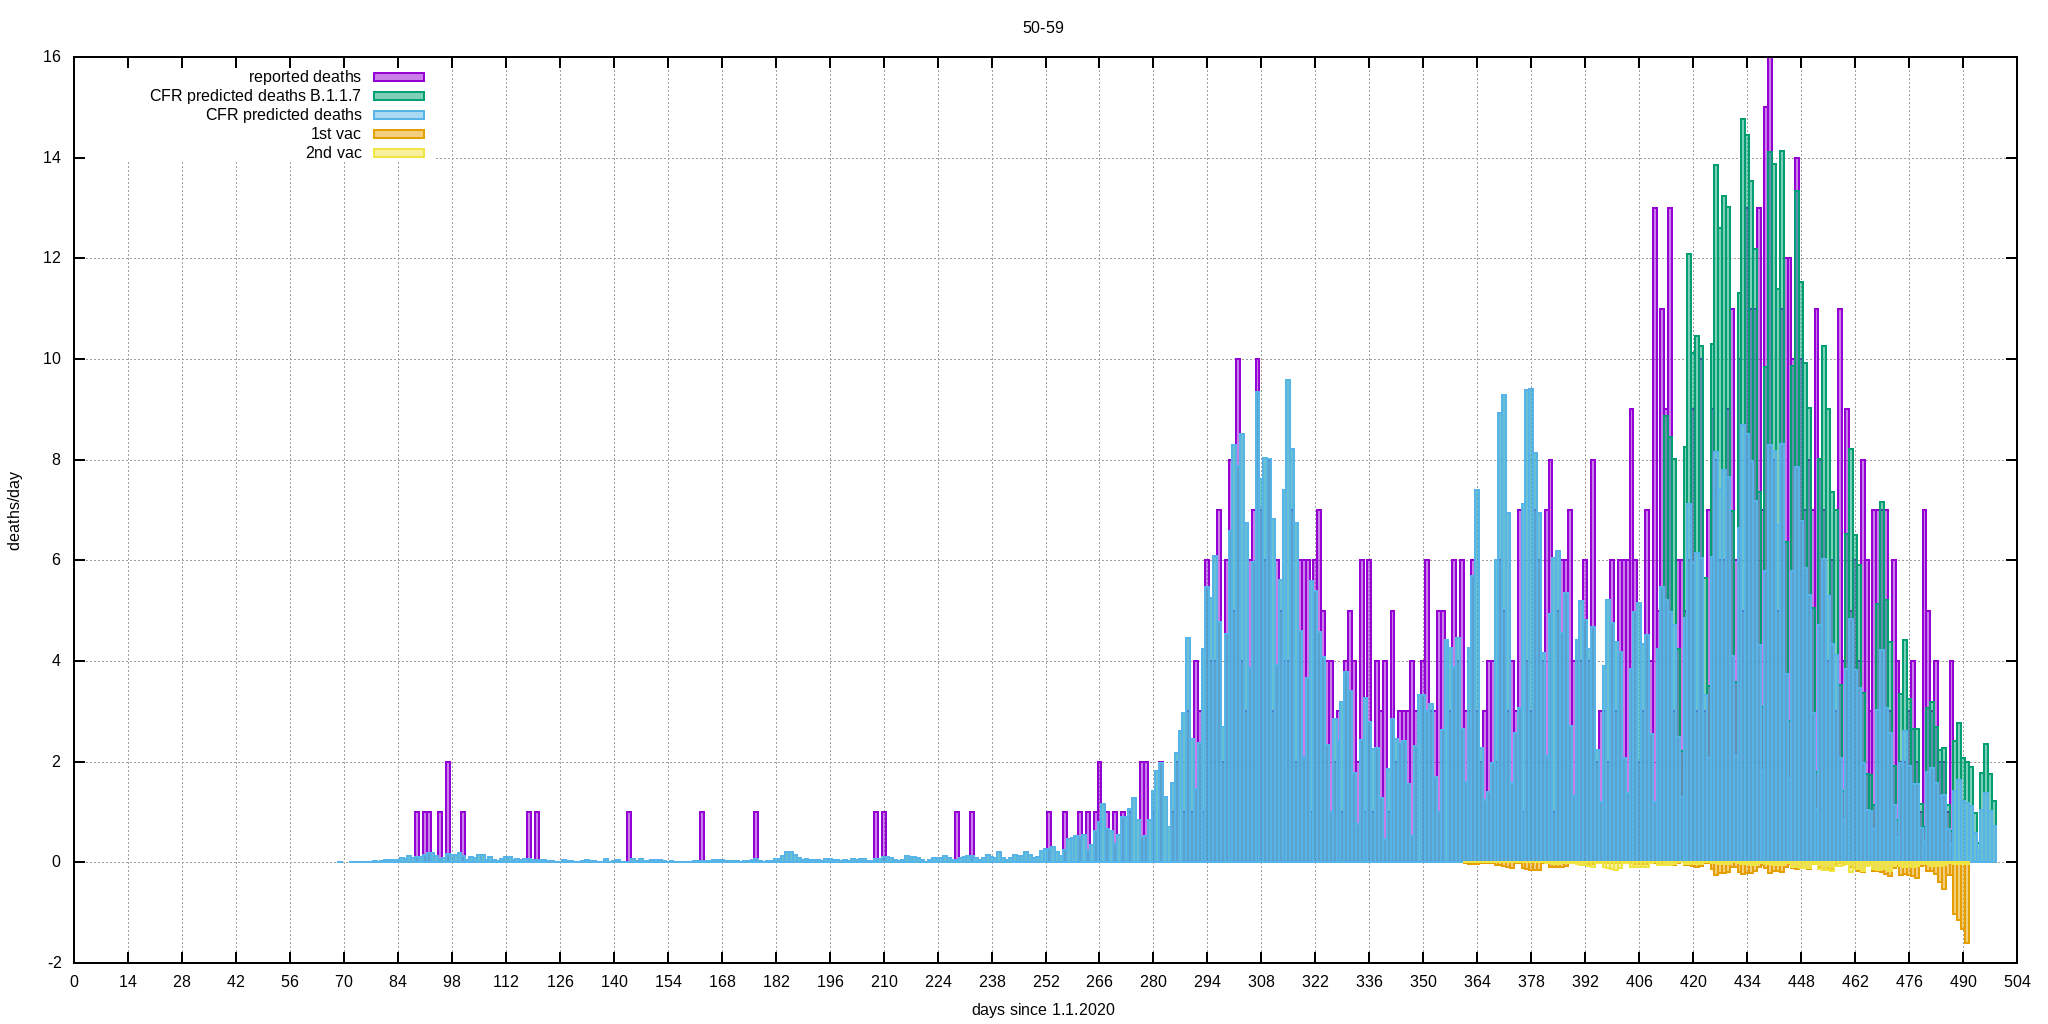 50-59
16
14
12
10
8
6
4
2
0
-2
deaths/day
reported deaths
CFR predicted deaths B.1.1.7
CFR predicted deaths
1st vac
2nd vac
0 14 28 42 56 70 84 98 112 126 140 154 168 182 196 210 224 238 252 266 280 294 308 322 336 350 364 378 392 406 420 434 448 462 476 490 504
days since 1.1.2020